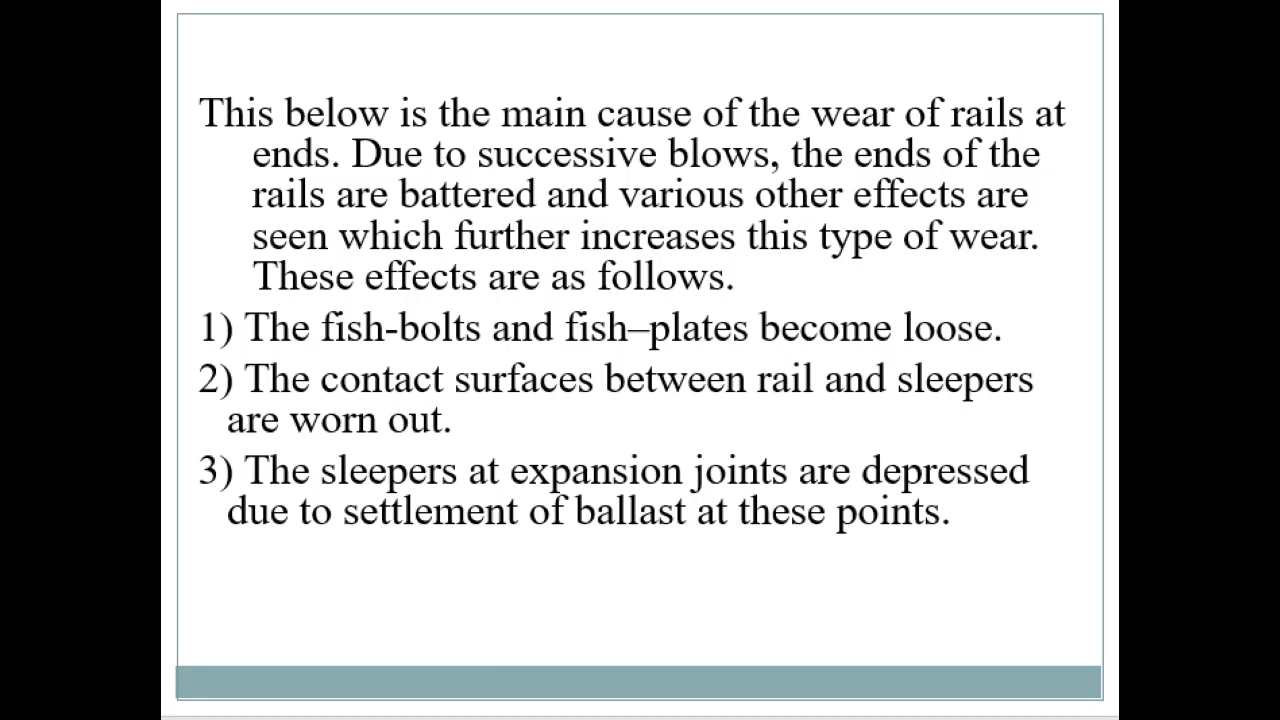 This below is the main cause of the wear of rails at
ends. Due to successive blows, the ends of the
rails are battered and various other effects are
seen which further increases this type of wear.
These effects are as follows.
1) The fish-bolts and fish–plates become loose.
2) The contact surfaces between rail and sleepers
are worn out.
3) The sleepers at expansion joints are depressed
due to settlement of ballast at these points.